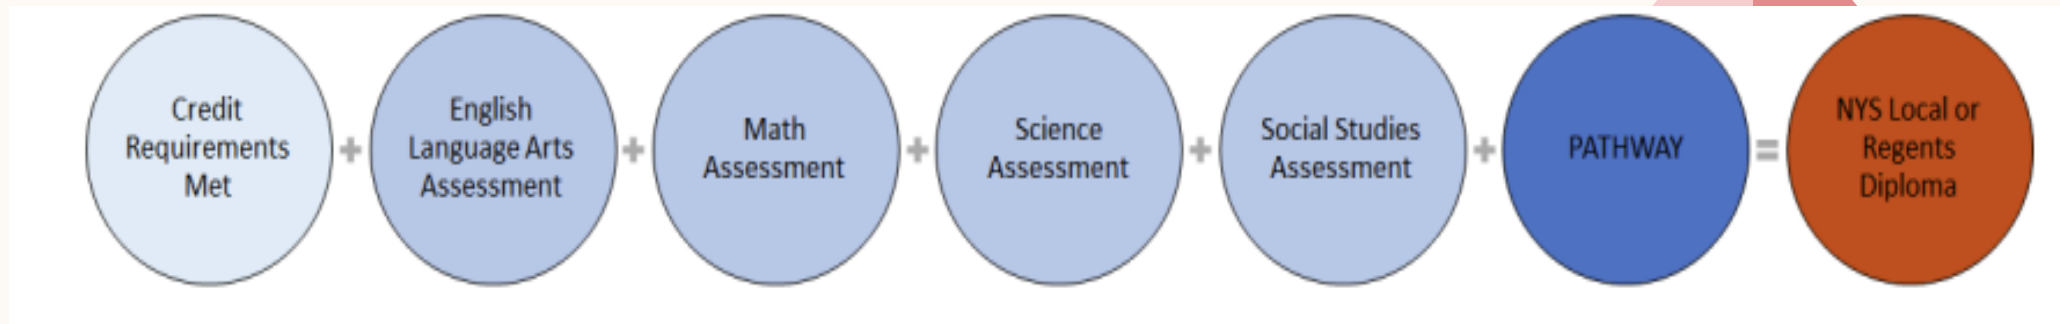 Credit
Requirements
Met
+
English
Language Arts
Assessment
+
Math
Assessment
+
Science
Assessment
+
Social Studies
Assessment
+
PATHWAY
=
NYS Local or
Regents
Diploma